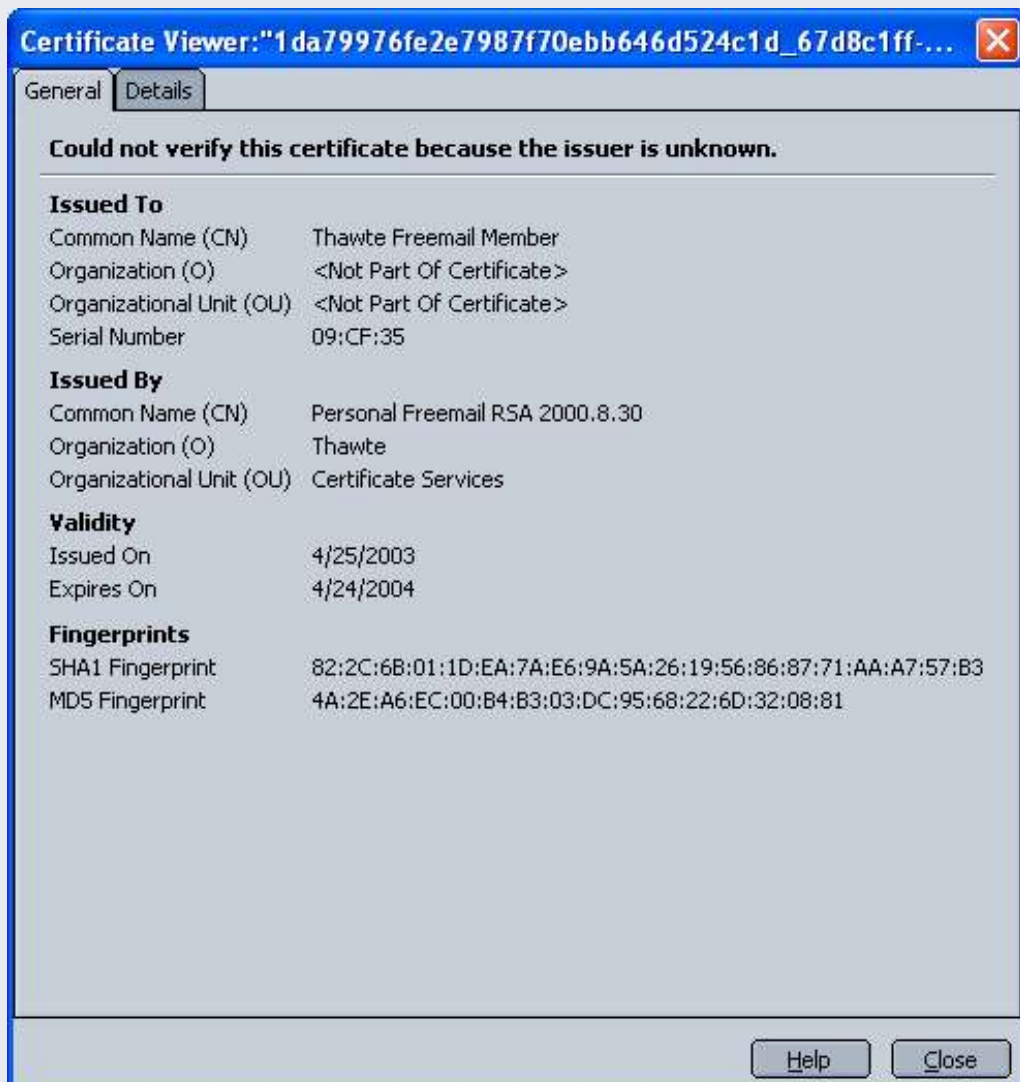 Certificate Viewer:"1da79976fe2e7987f70ebb646d524c1d_67d8c1ff-...
General Details
Could not verify this certificate because the issuer is unknown.
Issued To
Common Name (CN) Thawte Freemail Member
Organization (O) <Not Part Of Certificate>
Organizational Unit (OU) <Not Part Of Certificate>
Serial Number 09:CF:35
Issued By
Common Name (CN) Personal Freemail RSA 2000.8.30
Organization (O) Thawte
Organizational Unit (OU) Certificate Services
Validity
Issued On 4/25/2003
Expires On 4/24/2004
Fingerprints
SHA1 Fingerprint 82:2C:6B:01:1D:EA:7A:E6:9A:5A:26:19:56:86:87:71:AA:A7:57:B3
MD5 Fingerprint 4A:2E:A6:EC:00:B4:B3:03:DC:95:68:22:6D:32:08:81
Help Close